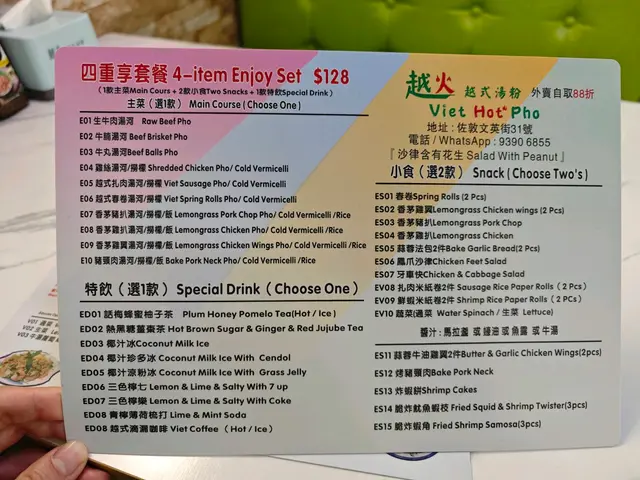 四重享套餐 4-item Enjoy Set $128
(1款主菜Main Cours + 2款小食Two Snacks + 1款特飲Special Drink)
主菜（選1款） Main Course ( Choose One )
E01 生牛肉湯河 Raw Beef Pho
E02 牛腩湯河 Beef Brisket Pho
E03 牛丸湯河Beef Balls Pho
E04 雞絲湯河/撈檬 Shredded Chicken Pho/ Cold Vermicelli
E05 越式扎肉湯河/撈檬 Viet Sausage Pho/ Cold Vermicelli
E06 越式春卷湯河/撈檬 Viet Spring Rolls Pho/ Cold Vermicelli
E07 香茅豬扒湯河/撈檬/飯 Lemongrass Pork Chop Pho/ Cold Vermicelli/Rice
E08 香茅雞扒湯河/撈檬/飯 Lemongrass Chicken Pho/ Cold Vermicelli /Rice
E09 香茅雞翼湯河/撈檬/飯 Lemongrass Chicken Wings Pho/ Cold Vermicelli /Rice
E10 豬頸肉湯河/撈檬/飯 Bake Pork Neck Pho/ Cold Vermicelli /Rice
特飲（選1款） Special Drink ( Choose One )
ED01 話梅蜂蜜柚子茶 Plum Honey Pomelo Tea(Hot / Ice )
ED02 熱黑糖薑棗茶 Hot Brown Sugar & Ginger & Red Jujube Tea
ED03 椰汁冰Coconut Milk Ice
ED04 椰汁珍多冰 Coconut Milk Ice With Cendol
ED05 椰汁涼粉冰 Coconut Milk Ice With Grass Jelly
ED06 三色檸七 Lemon & Lime & Salty With 7 up
ED07 三色檸樂 Lemon & Lime & Salty With Coke
ED08 青檸薄荷梳打 Lime & Mint Soda
ED08 越式滴漏咖啡 Viet Coffee （Hot / Ice）
越火 越式湯粉 外賣自取88折
Viet Hot Pho
地址 : 佐敦文英街31號
電話 / WhatsApp : 9390 6855
『 沙律含有花生 Salad With Peanut 』
小食（選2款） Snack ( Choose Two's )
ES01 春卷Spring Rolls (2 Pcs)
ES02 香茅雞翼Lemongrass Chicken wings (2 Pcs)
ES03 香茅豬扒Lemongrass Pork Chop
ES04 香茅雞扒Lemongrass Chicken
ES05 蒜蓉法包2件Bake Garlic Bread(2 Pcs)
ES06 鳳爪沙律Chicken Feet Salad
ES07 牙車快Chicken & Cabbage Salad
EV08 扎肉米紙卷2件 Sausage Rice Paper Rolls ( 2 Pcs )
EV09 鮮蝦米紙卷2件 Shrimp Rice Paper Rolls ( 2 Pcs )
EV10 蔬菜(通菜 Water Spinach / 生菜 Lettuce)
醬汁 : 馬拉盞 或 蠔油 或 魚露 或 牛湯
ES11 蒜蓉牛油雞翼2件Butter & Garlic Chicken Wings(2pcs)
ES12 烤豬頸肉Bake Pork Neck
ES13 炸蝦餅Shrimp Cakes
ES14 脆炸魷魚蝦枝 Fried Squid & Shrimp Twister(3pcs)
ES15 脆炸蝦角 Fried Shrimp Samosa(3pcs)